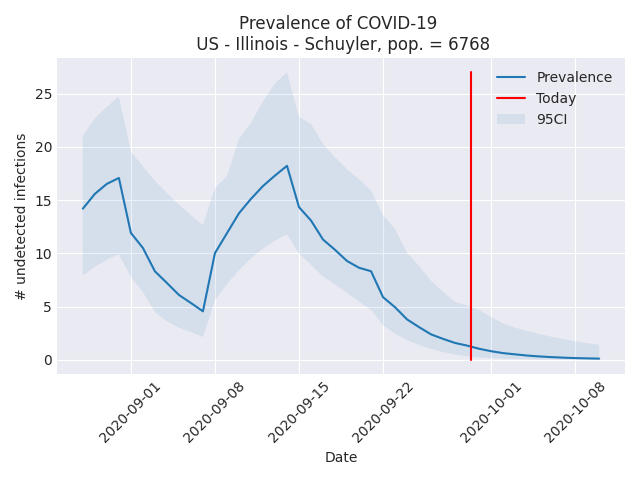 Prevalence of COVID-19
US - Illinois - Schuyler, pop. = 6768
Prevalence
Today
95CI
# undetected infections
25
20
15
10
5
0
2020-09-01
2020-09-08
2020-09-15
2020-09-22
2020-10-01
2020-10-08
Date